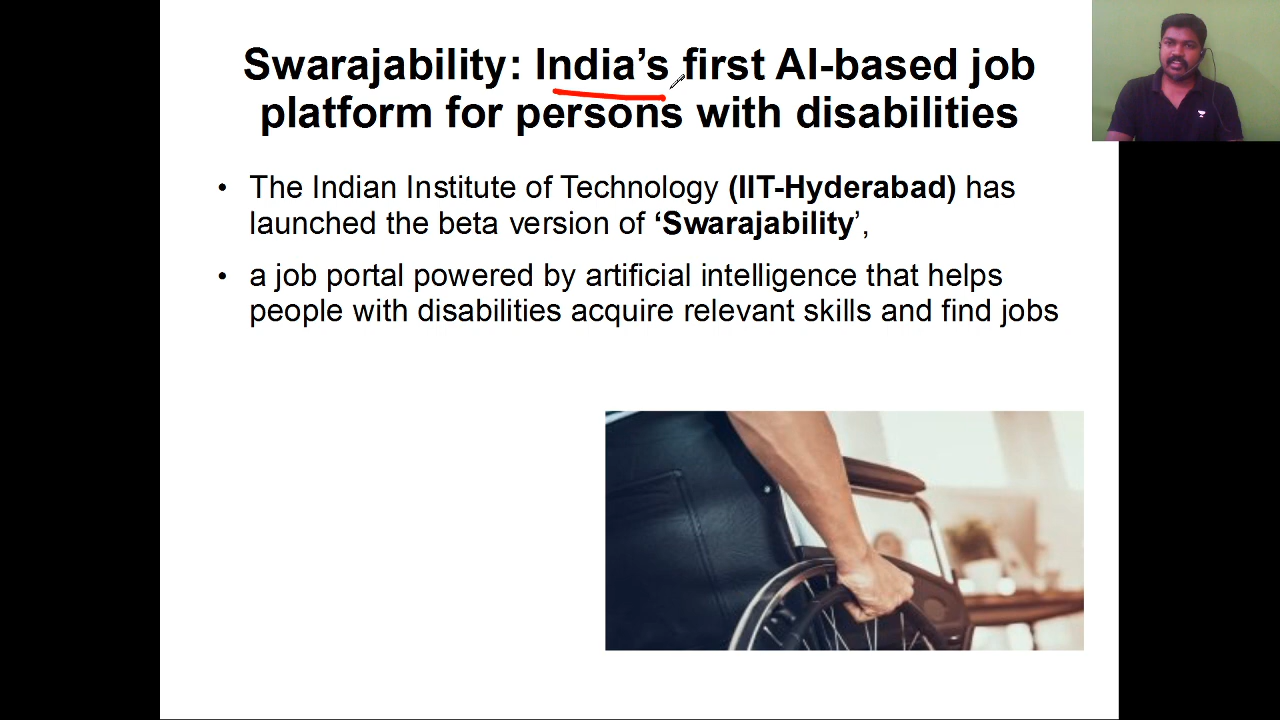 Swarajability: India’s first AI-based job
platform for persons with disabilities
• The Indian Institute of Technology (IIT-Hyderabad) has
launched the beta version of ‘Swarajability’,
• a job portal powered by artificial intelligence that helps
people with disabilities acquire relevant skills and find jobs